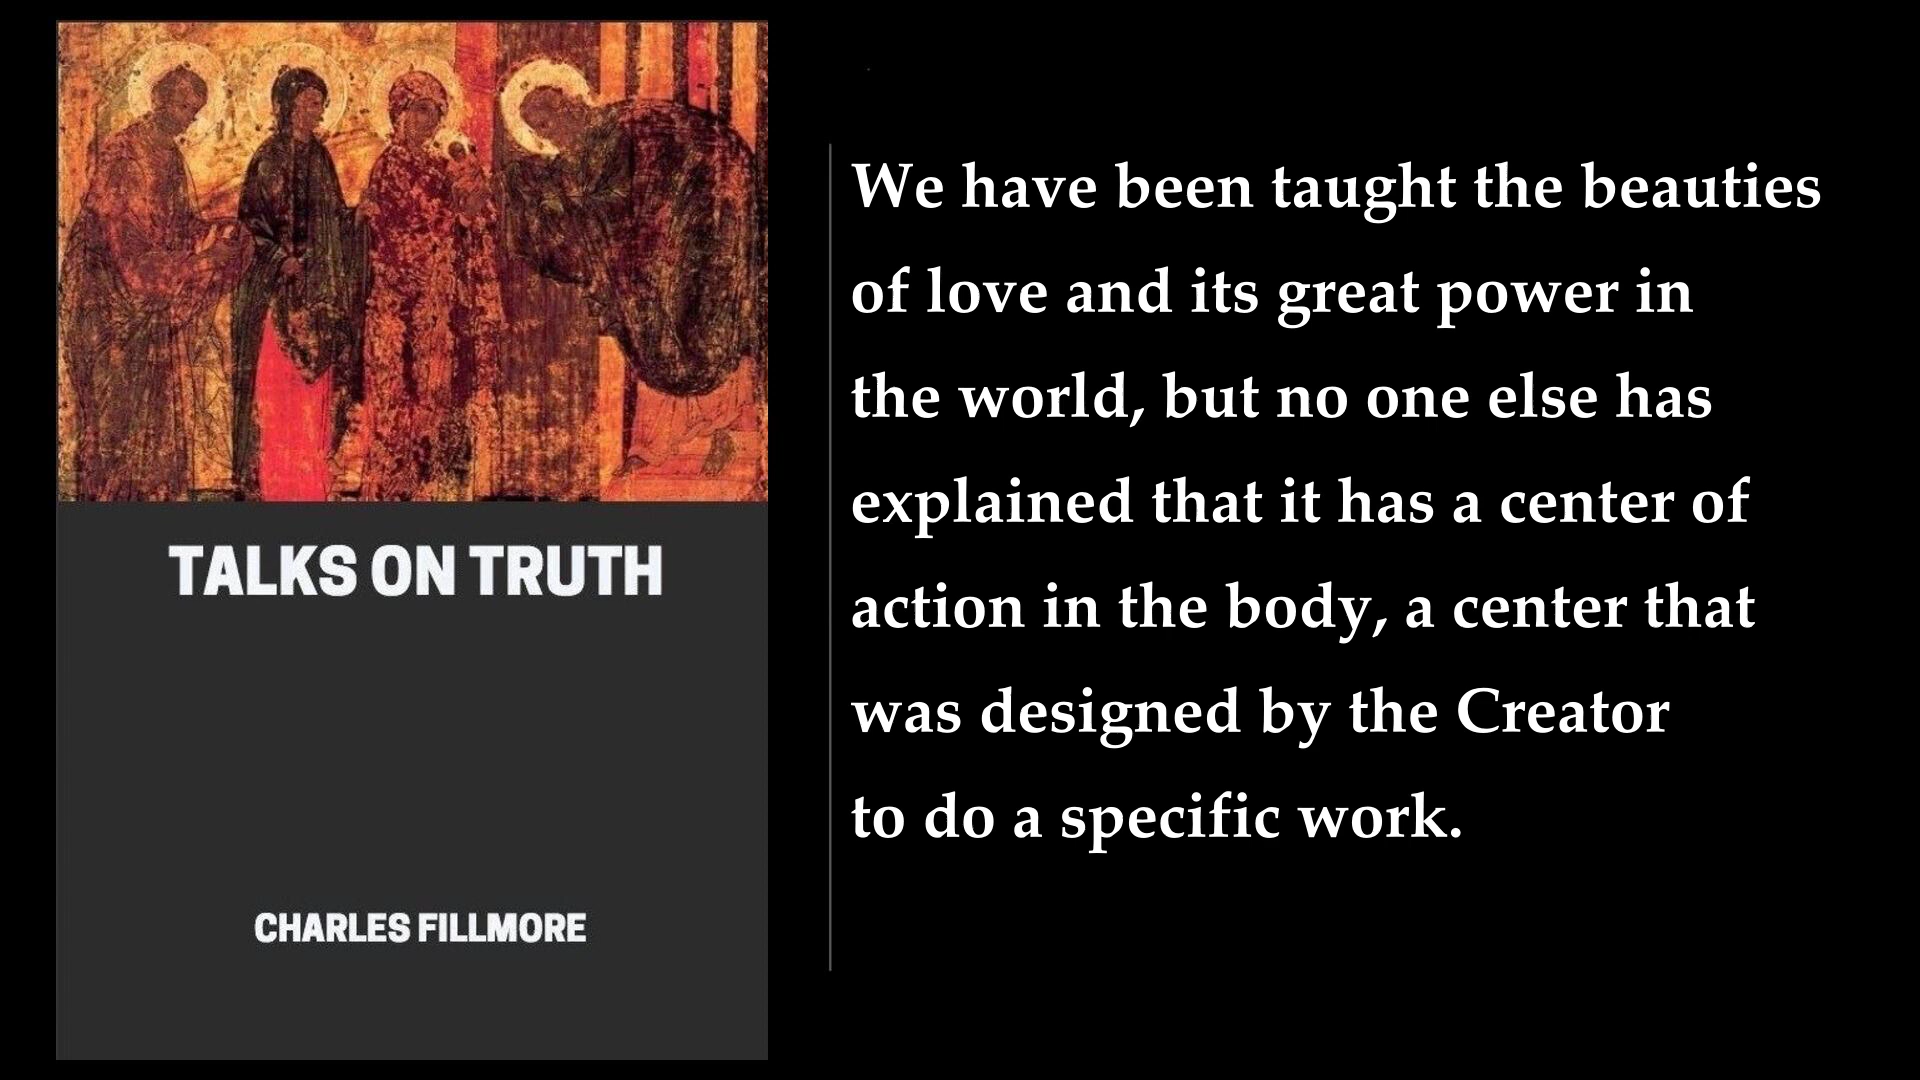 TALKS ON TRUTH
CHARLES FILLMORE
We have been taught the beauties
of love and its great power in
the world, but no one else has
explained that it has a center of
action in the body, a center that
was designed by the Creator
to do a specific work.